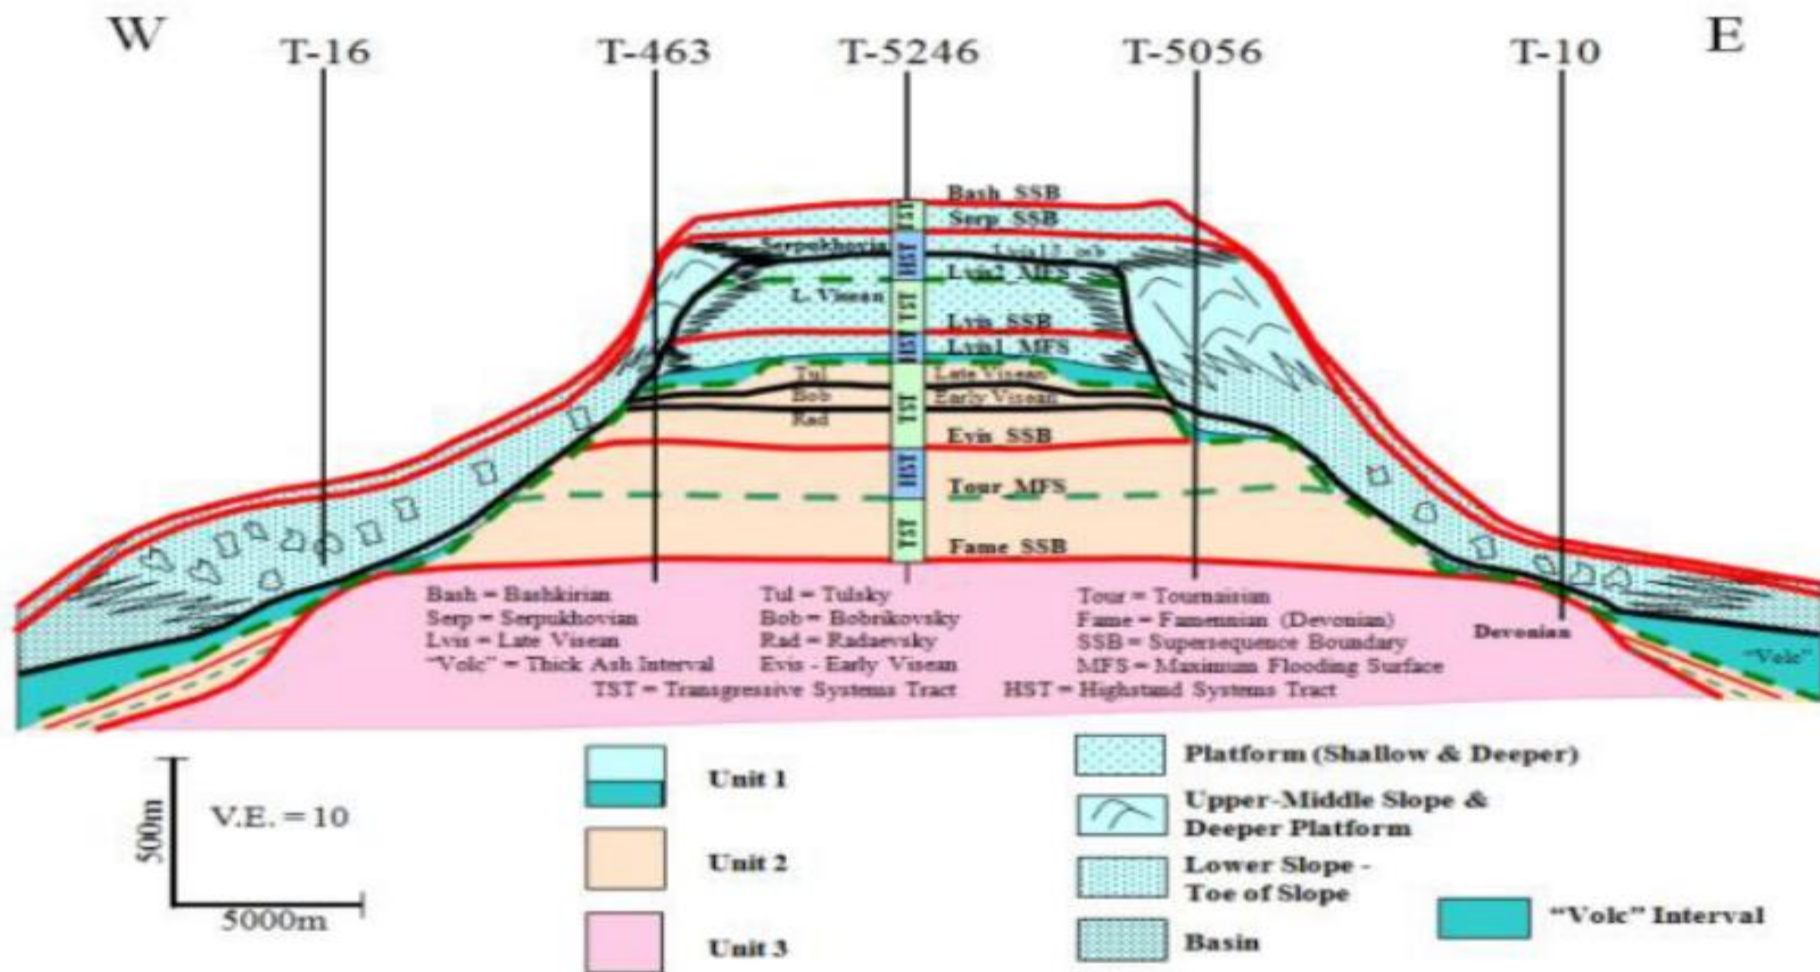 W
T-16
T-463
T-5246
T-5056
T-10
E
Bash SSB
TST
Serp SSB
Serpukhovian
HST
Lvis2 MFS
L. Visean
TST
Lvis SSB
HST
Lvis1 MFS
Tul
Late Visean
Bob
TST
Early Visean
Rad
Evis SSB
HST
Tour MFS
TST
Fame SSB
Bash = Bashkirian
Tul = Tulsky
Tour = Tournaisian
Serp = Serpukhovian
Bob = Bobrikovsky
Fame = Famennian (Devonian)
Lvis = Late Visean
Rad = Radaevsky
SSB = Supersequence Boundary
Devonian
"Volc" = Thick Ash Interval
Evis - Early Visean
MFS = Maximum Flooding Surface
"Volc"
TST = Transgressive Systems Tract
HST = Highstand Systems Tract
500m
V.E. = 10
5000m
Unit 1
Unit 2
Unit 3
Platform (Shallow & Deeper)
Upper-Middle Slope &
Deeper Platform
Lower Slope -
Toe of Slope
Basin
"Volc" Interval